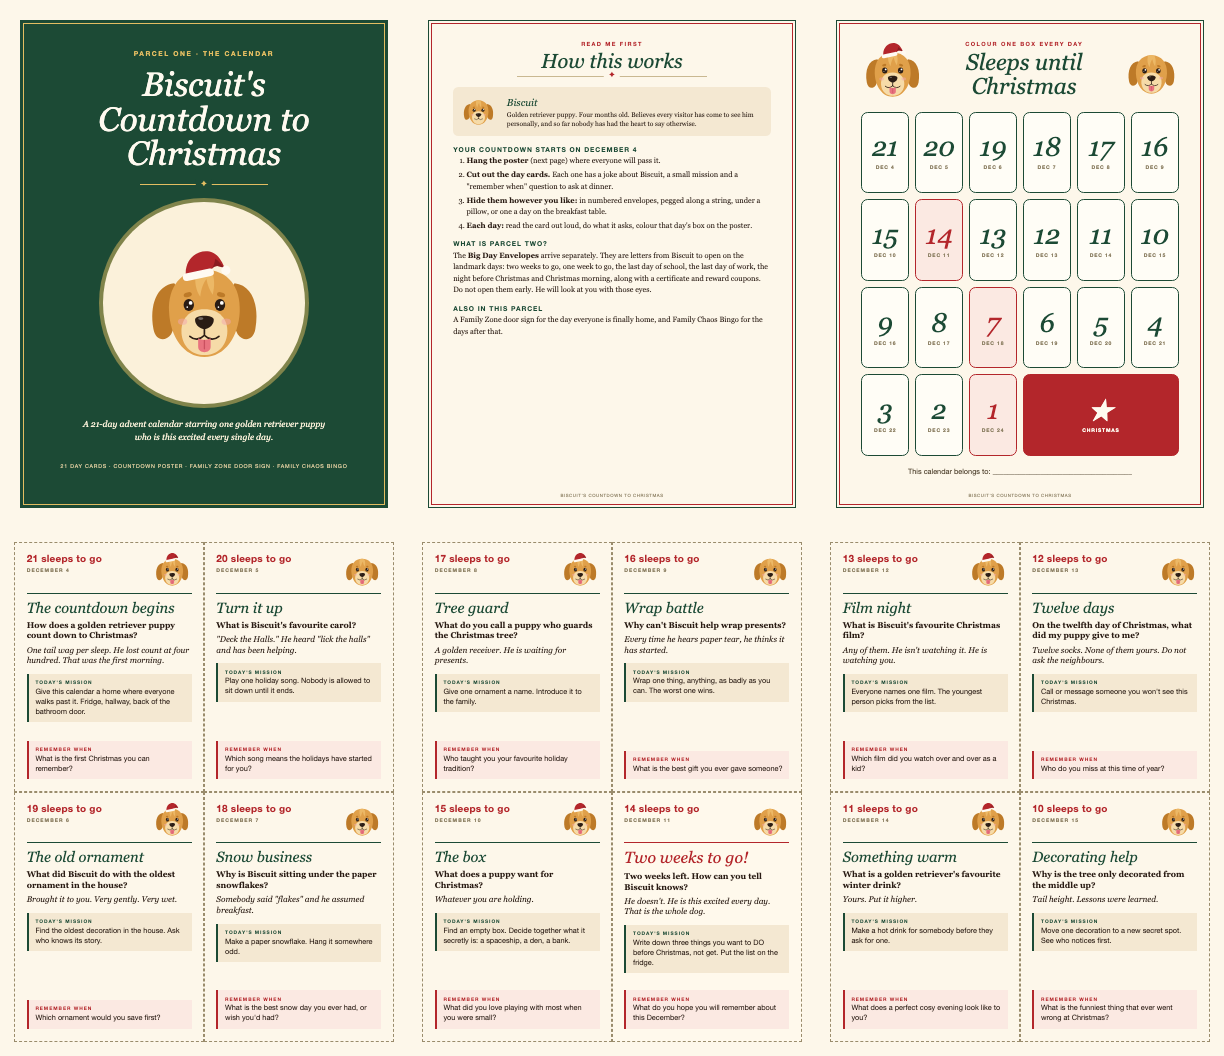 PARCEL ONE · THE CALENDAR
Biscuit's
Countdown to
Christmas
A 21-day advent calendar starring one golden retriever puppy
who is this excited every single day.
21 DAY CARDS · COUNTDOWN POSTER · FAMILY ZONE DOOR SIGN · FAMILY CHAOS BINGO
READ ME FIRST
How this works
Biscuit
Golden retriever puppy. Four months old. Believes every visitor has come to see him
personally, and so far nobody has had the heart to say otherwise.
YOUR COUNTDOWN STARTS ON DECEMBER 4
1. Hang the poster (next page) where everyone will pass it.
2. Cut out the day cards. Each one has a joke about Biscuit, a small mission and a
"remember when" question to ask at dinner.
3. Hide them however you like: in numbered envelopes, pegged along a string, under a
pillow, or one a day on the breakfast table.
4. Each day: read the card out loud, do what it asks, colour that day's box on the poster.
WHAT IS PARCEL TWO?
The Big Day Envelopes arrive separately. They are letters from Biscuit to open on the
landmark days: two weeks to go, one week to go, the last day of school, the last day of work, the
night before Christmas and Christmas morning, along with a certificate and reward coupons.
Do not open them early. He will look at you with those eyes.
ALSO IN THIS PARCEL
A Family Zone door sign for the day everyone is finally home, and Family Chaos Bingo for the
days after that.
BISCUIT'S COUNTDOWN TO CHRISTMAS
COLOUR ONE BOX EVERY DAY
Sleeps until
Christmas
21 20 19 18 17 16
DEC 4 DEC 5 DEC 6 DEC 7 DEC 8 DEC 9
15 14 13 12 11 10
DEC 10 DEC 11 DEC 12 DEC 13 DEC 14 DEC 15
9 8 7 6 5 4
DEC 16 DEC 17 DEC 18 DEC 19 DEC 20 DEC 21
3 2 1
DEC 22 DEC 23 DEC 24 CHRISTMAS
This calendar belongs to:
BISCUIT'S COUNTDOWN TO CHRISTMAS
21 sleeps to go
DECEMBER 4
The countdown begins
How does a golden retriever puppy
count down to Christmas?
One tail wag per sleep. He lost count at four
hundred. That was the first morning.
TODAY'S MISSION
Give this calendar a home where everyone
walks past it. Fridge, hallway, back of the
bathroom door.
REMEMBER WHEN
What is the first Christmas you can
remember?
20 sleeps to go
DECEMBER 5
Turn it up
What is Biscuit's favourite carol?
"Deck the Halls." He heard "lick the halls"
and has been helping.
TODAY'S MISSION
Play one holiday song. Nobody is allowed to
sit down until it ends.
REMEMBER WHEN
Which song means the holidays have started
for you?
19 sleeps to go
DECEMBER 6
The old ornament
What did Biscuit do with the oldest
ornament in the house?
Brought it to you. Very gently. Very wet.
TODAY'S MISSION
Find the oldest decoration in the house. Ask
who knows its story.
REMEMBER WHEN
Which ornament would you save first?
18 sleeps to go
DECEMBER 7
Snow business
Why is Biscuit sitting under the paper
snowflakes?
Somebody said "flakes" and he assumed
breakfast.
TODAY'S MISSION
Make a paper snowflake. Hang it somewhere
odd.
REMEMBER WHEN
What is the best snow day you ever had, or
wish you'd had?
17 sleeps to go
DECEMBER 8
Tree guard
What do you call a puppy who guards
the Christmas tree?
A golden receiver. He is waiting for
presents.
TODAY'S MISSION
Give one ornament a name. Introduce it to
the family.
REMEMBER WHEN
Who taught you your favourite holiday
tradition?
16 sleeps to go
DECEMBER 9
Wrap battle
Why can't Biscuit help wrap presents?
Every time he hears paper tear, he thinks it
has started.
TODAY'S MISSION
Wrap one thing, anything, as badly as you
can. The worst one wins.
REMEMBER WHEN
What is the best gift you ever gave someone?
15 sleeps to go
DECEMBER 10
The box
What does a puppy want for
Christmas?
Whatever you are holding.
TODAY'S MISSION
Find an empty box. Decide together what it
secretly is: a spaceship, a den, a bank.
REMEMBER WHEN
What did you love playing with most when
you were small?
14 sleeps to go
DECEMBER 11
Two weeks to go!
Two weeks left. How can you tell
Biscuit knows?
He doesn't. He is this excited every day.
That is the whole dog.
TODAY'S MISSION
Write down three things you want to DO
before Christmas, not get. Put the list on the
fridge.
REMEMBER WHEN
What do you hope you will remember about
this December?
13 sleeps to go
DECEMBER 12
Film night
What is Biscuit's favourite Christmas
film?
Any of them. He isn't watching it. He is
watching you.
TODAY'S MISSION
Everyone names one film. The youngest
person picks from the list.
REMEMBER WHEN
Which film did you watch over and over as a
kid?
12 sleeps to go
DECEMBER 13
Twelve days
On the twelfth day of Christmas, what
did my puppy give to me?
Twelve socks. None of them yours. Do not
ask the neighbours.
TODAY'S MISSION
Call or message someone you won't see this
Christmas.
REMEMBER WHEN
Who do you miss at this time of year?
11 sleeps to go
DECEMBER 14
Something warm
What is a golden retriever's favourite
winter drink?
Yours. Put it higher.
TODAY'S MISSION
Make a hot drink for somebody before they
ask for one.
REMEMBER WHEN
What does a perfect cosy evening look like to
you?
10 sleeps to go
DECEMBER 15
Decorating help
Why is the tree only decorated from
the middle up?
Tail height. Lessons were learned.
TODAY'S MISSION
Move one decoration to a new secret spot.
See who notices first.
REMEMBER WHEN
What is the funniest thing that ever went
wrong at Christmas?